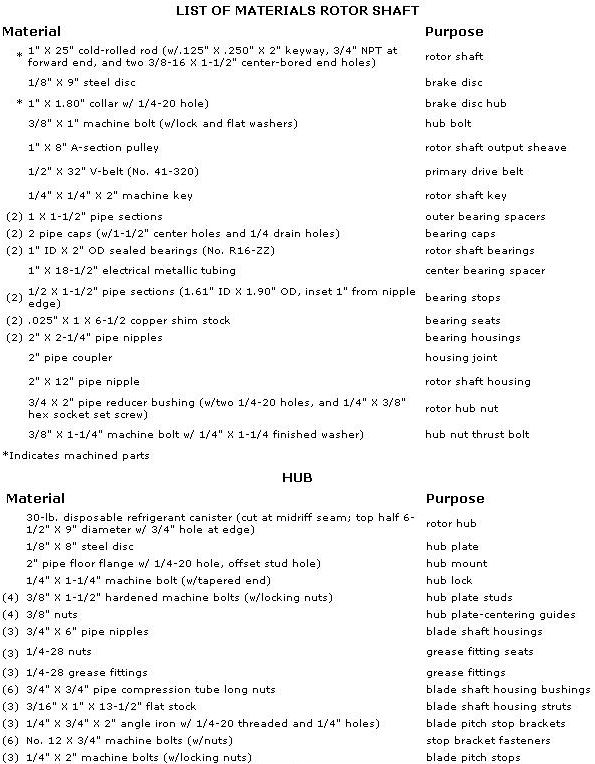 LIST OF MATERIALS ROTOR SHAFT
Material Purpose
* 1" X 25" cold-rolled rod (w/.125" X .250" X 2" keyway, 3/4" NPT at
forward end, and two 3/8-16 X 1-1/2" center-bored end holes) rotor shaft
1/8" X 9" steel disc brake disc
* 1" X 1.80" collar w/ 1/4-20 hole) brake disc hub
3/8" X 1" machine bolt (w/lock and flat washers) hub bolt
1" X 8" A-section pulley rotor shaft output sheave
1/2" X 32" V-belt (No. 41-320) primary drive belt
1/4" X 1/4" X 2" machine key rotor shaft key
(2) 1 X 1-1/2" pipe sections outer bearing spacers
(2) 2 pipe caps (w/1-1/2" center holes and 1/4 drain holes) bearing caps
(2) 1" ID X 2" OD sealed bearings (No. R16-ZZ) rotor shaft bearings
1" X 18-1/2" electrical metallic tubing center bearing spacer
(2) 1/2 X 1-1/2" pipe sections (1.61" ID X 1.90" OD, inset 1" from nipple
edge) bearing stops
(2) .025" X 1 X 6-1/2 copper shim stock bearing seats
(2) 2" X 2-1/4" pipe nipples bearing housings
2" pipe coupler housing joint
2" X 12" pipe nipple rotor shaft housing
3/4 X 2" pipe reducer bushing (w/two 1/4-20 holes, and 1/4" X 3/8"
hex socket set screw) rotor hub nut
3/8" X 1-1/4" machine bolt w/ 1/4" X 1-1/4 finished washer) hub nut thrust bolt
*Indicates machined parts
HUB
Material Purpose
30-lb. disposable refrigerant canister (cut at midriff seam; top half 6-
1/2" X 9" diameter w/ 3/4" hole at edge) rotor hub
1/8" X 8" steel disc hub plate
2" pipe floor flange w/ 1/4-20 hole, offset stud hole) hub mount
1/4" X 1-1/4" machine bolt (w/tapered end) hub lock
(4) 3/8" X 1-1/2" hardened machine bolts (w/locking nuts) hub plate studs
(4) 3/8" nuts hub plate-centering guides
(3) 3/4" X 6" pipe nipples blade shaft housings
(3) 1/4-28 nuts grease fitting seats
(3) 1/4-28 grease fittings grease fittings
(6) 3/4" X 3/4" pipe compression tube long nuts blade shaft housing bushings
(3) 3/16" X 1" X 13-1/2" flat stock blade shaft housing struts
(3) 1/4" X 3/4" X 2" angle iron w/ 1/4-20 threaded and 1/4" holes) blade pitch stop brackets
(6) No. 12 X 3/4" machine bolts (w/nuts) stop bracket fasteners
(3) 1/4" X 2" machine bolts (w/locking nuts) blade pitch stops